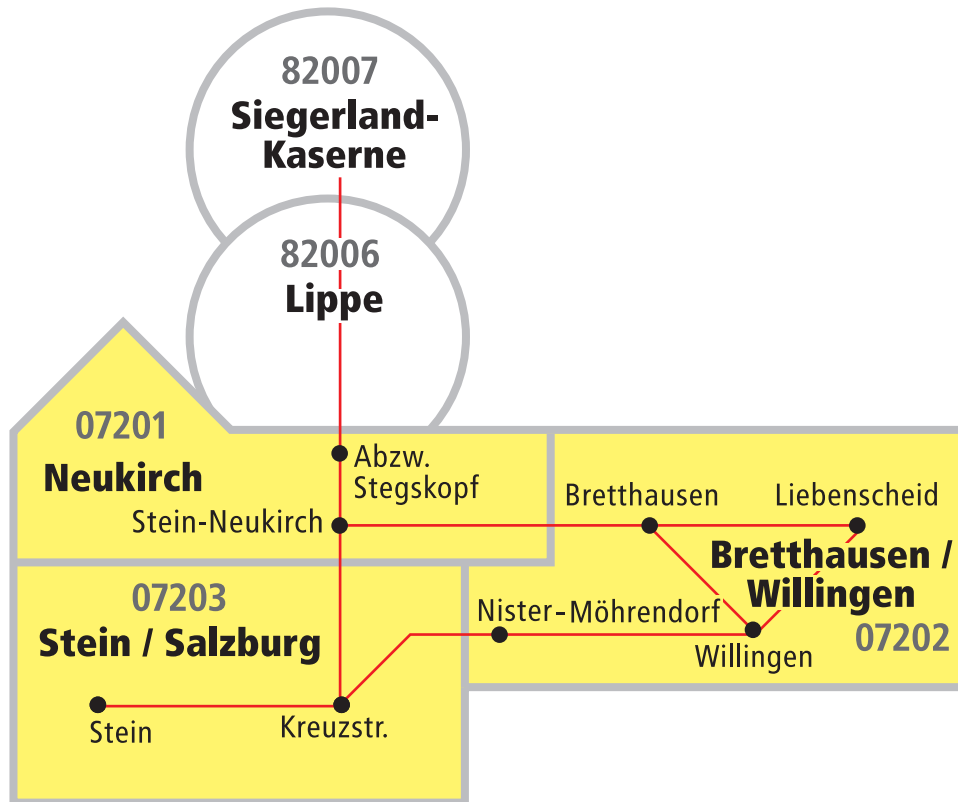 82007
Siegerland-
Kaserne
82006
Lippe
07201
Neukirch
Abzw.
Stegskopf
Stein-Neukirch
Bretthausen
Liebenscheid
Bretthausen /
Willingen
07202
07203
Stein / Salzburg
Nister-Möhrendorf
Willingen
Stein
Kreuzstr.